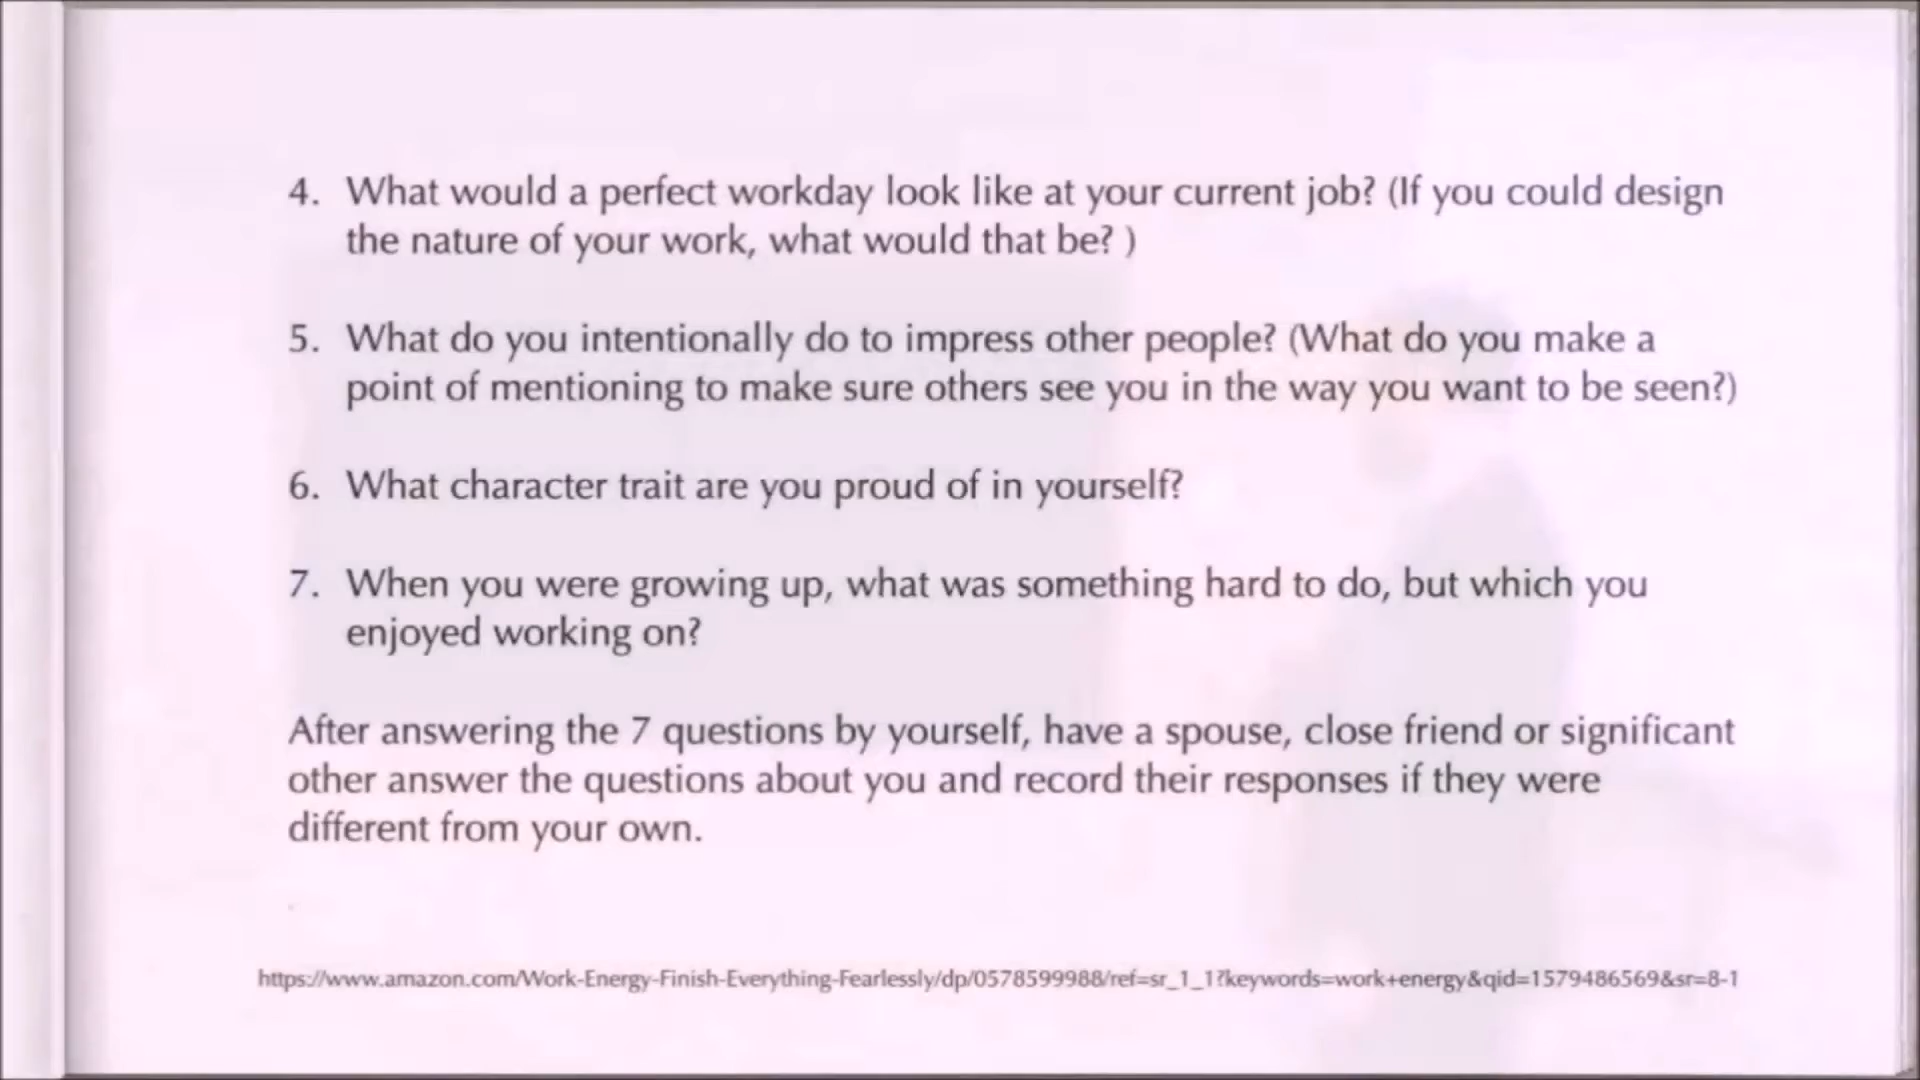 4. What would a perfect workday look like at your current job? (If you could design
the nature of your work, what would that be? )
5. What do you intentionally do to impress other people? (What do you make a
point of mentioning to make sure others see you in the way you want to be seen?)
6. What character trait are you proud of in yourself?
7. When you were growing up, what was something hard to do, but which you
enjoyed working on?
After answering the 7 questions by yourself, have a spouse, close friend or significant
other answer the questions about you and record their responses if they were
different from your own.
https://www.amazon.com/Work-Energy-Finish-Everything-Fearlessly/dp/0578599988/ref=sr_1_1?keywords=work+energy&qid=1579486569&sr=8-1